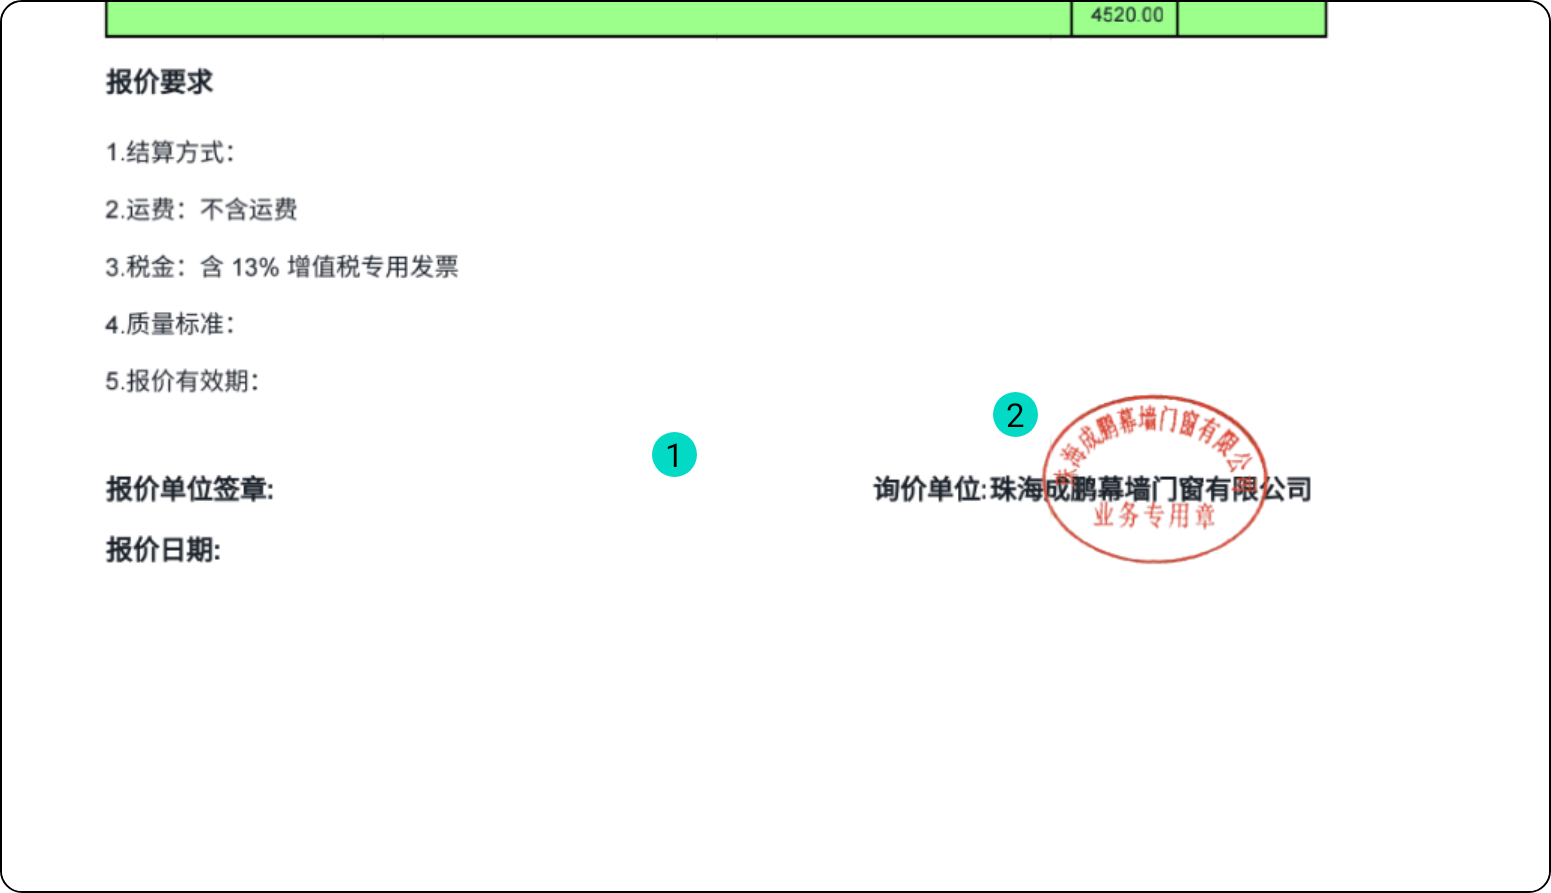 4520.00
报价要求
1.结算方式：
2.运费：不含运费
3.税金：含 13% 增值税专用发票
4.质量标准：
5.报价有效期：
1
2
珠海成鹏幕墙门窗有限公司
报价单位签章:
询价单位:珠海成鹏幕墙门窗有限公司
业务专用章
报价日期: